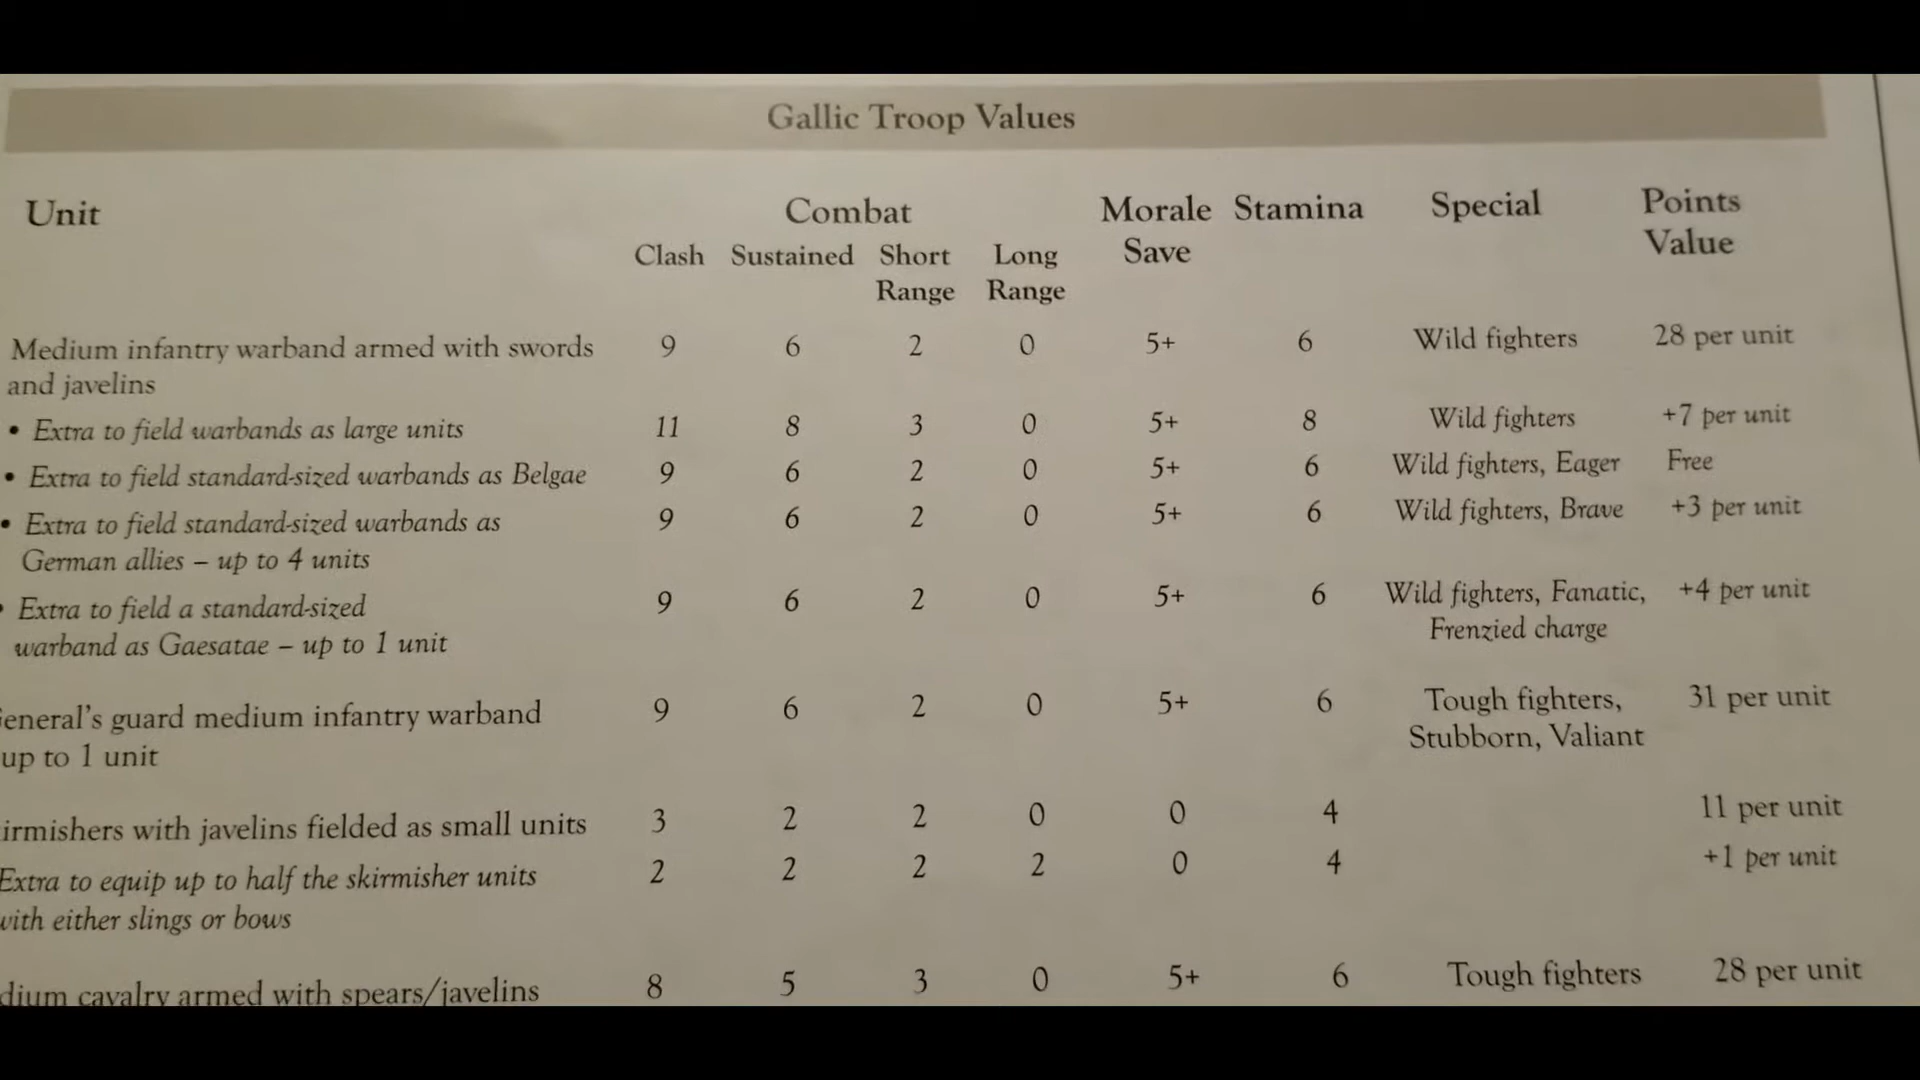 Gallic Troop Values
Unit Combat Morale Save Stamina Special Points Value
Clash Sustained Short Range Long Range
Medium infantry warband armed with swords 9 6 2 0 5+ 6 Wild fighters 28 per unit
and javelins
• Extra to field warbands as large units 11 8 3 0 5+ 8 Wild fighters +7 per unit
• Extra to field standard-sized warbands as Belgae 9 6 2 0 5+ 6 Wild fighters, Eager Free
• Extra to field standard-sized warbands as 9 6 2 0 5+ 6 Wild fighters, Brave +3 per unit
German allies – up to 4 units
• Extra to field a standard-sized 9 6 2 0 5+ 6 Wild fighters, Fanatic, +4 per unit
warband as Gaesatae – up to 1 unit Frenzied charge
eneral's guard medium infantry warband 9 6 2 0 5+ 6 Tough fighters, 31 per unit
up to 1 unit Stubborn, Valiant
irmishers with javelins fielded as small units 3 2 2 0 0 4 11 per unit
Extra to equip up to half the skirmisher units 2 2 2 2 0 4 +1 per unit
with either slings or bows
dium cavalry armed with spears/javelins 8 5 3 0 5+ 6 Tough fighters 28 per unit